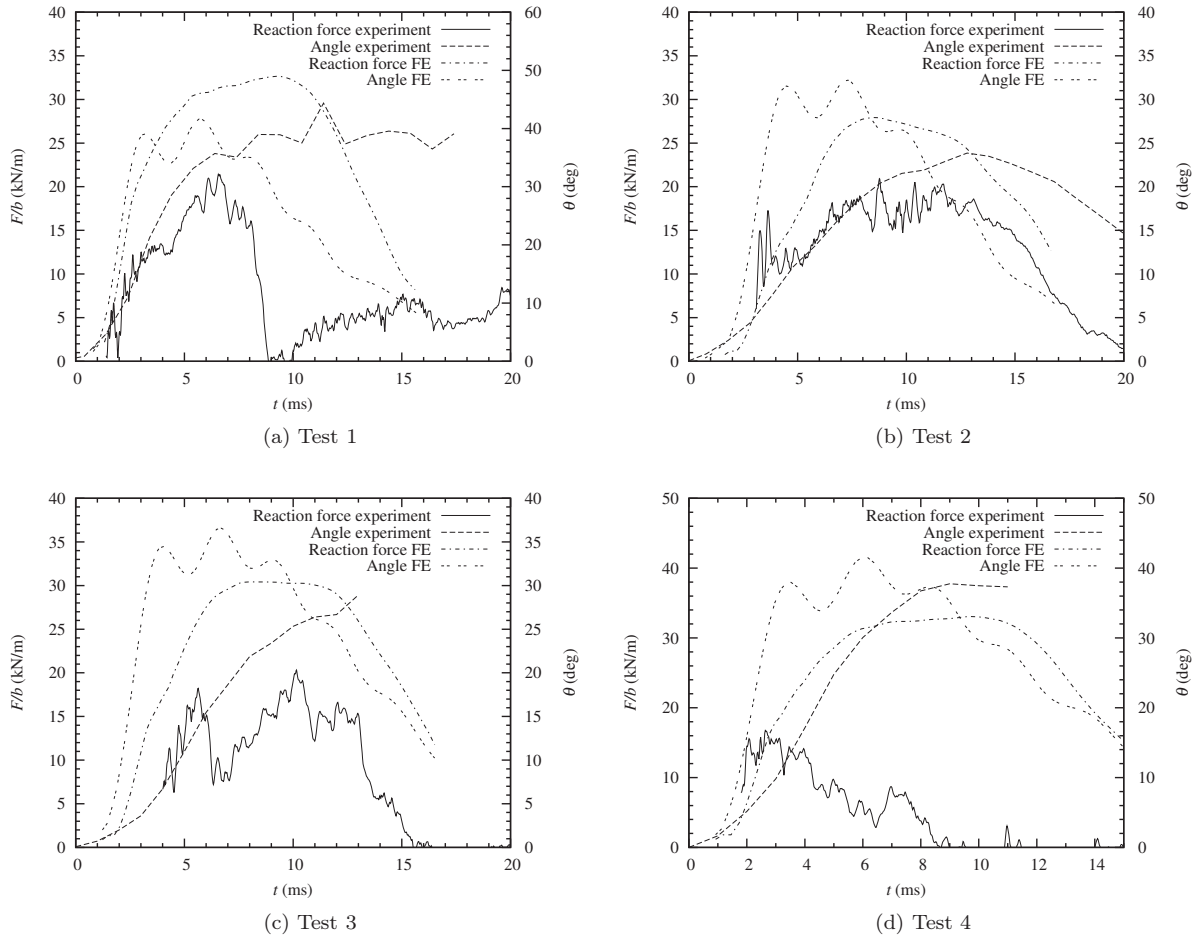 Reaction force experiment
Angle experiment
Reaction force FE
Angle FE
F/b (kN/m)
40
35
30
25
20
15
10
5
0
θ (deg)
60
50
40
30
20
10
0
0 5 10 15 20
t (ms)
(a) Test 1
Reaction force experiment
Angle experiment
Reaction force FE
Angle FE
F/b (kN/m)
40
35
30
25
20
15
10
5
0
θ (deg)
40
35
30
25
20
15
10
5
0
0 5 10 15 20
t (ms)
(b) Test 2
Reaction force experiment
Angle experiment
Reaction force FE
Angle FE
F/b (kN/m)
40
35
30
25
20
15
10
5
0
θ (deg)
40
35
30
25
20
15
10
5
0
0 5 10 15 20
t (ms)
(c) Test 3
Reaction force experiment
Angle experiment
Reaction force FE
Angle FE
F/b (kN/m)
50
40
30
20
10
0
θ (deg)
50
40
30
20
10
0
0 2 4 6 8 10 12 14
t (ms)
(d) Test 4